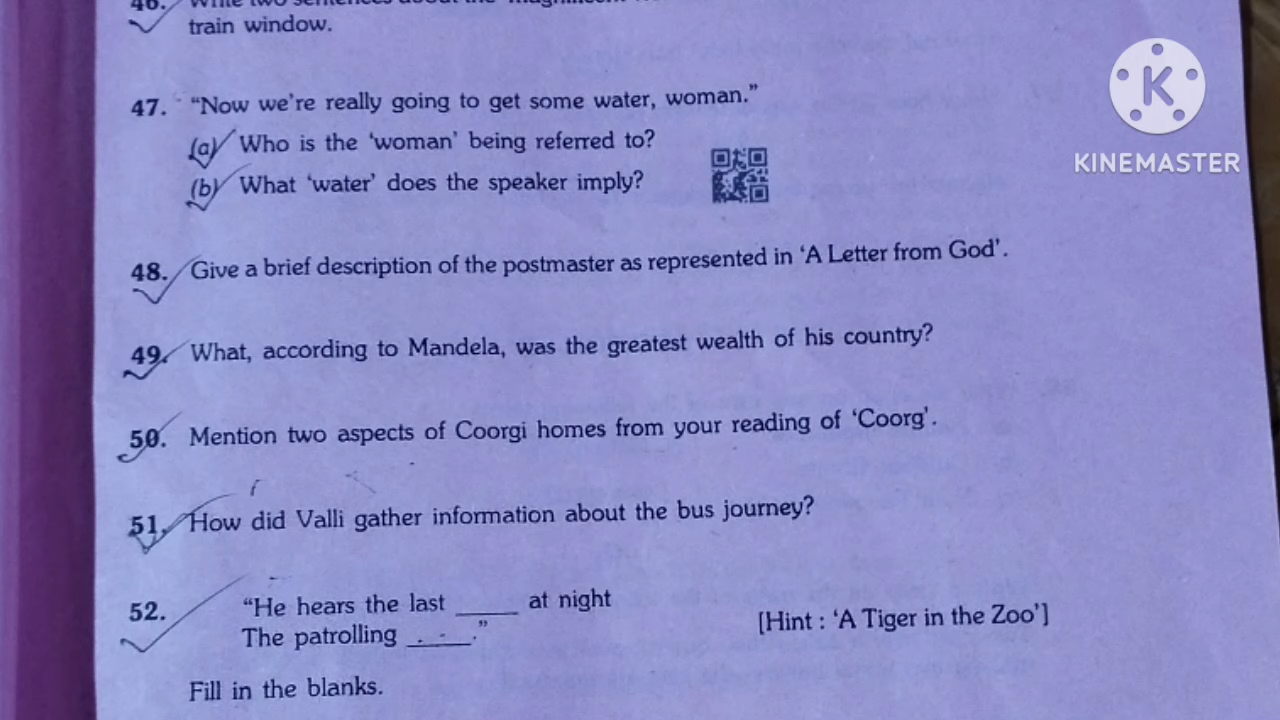 46.
train window.
47. "Now we're really going to get some water, woman."
(a) Who is the 'woman' being referred to?
(b) What 'water' does the speaker imply?
KINEMASTER
48. Give a brief description of the postmaster as represented in 'A Letter from God'.
49. What, according to Mandela, was the greatest wealth of his country?
50. Mention two aspects of Coorgi homes from your reading of 'Coorg'.
51. How did Valli gather information about the bus journey?
52. "He hears the last _____ at night
The patrolling _____."
[Hint : 'A Tiger in the Zoo']
Fill in the blanks.